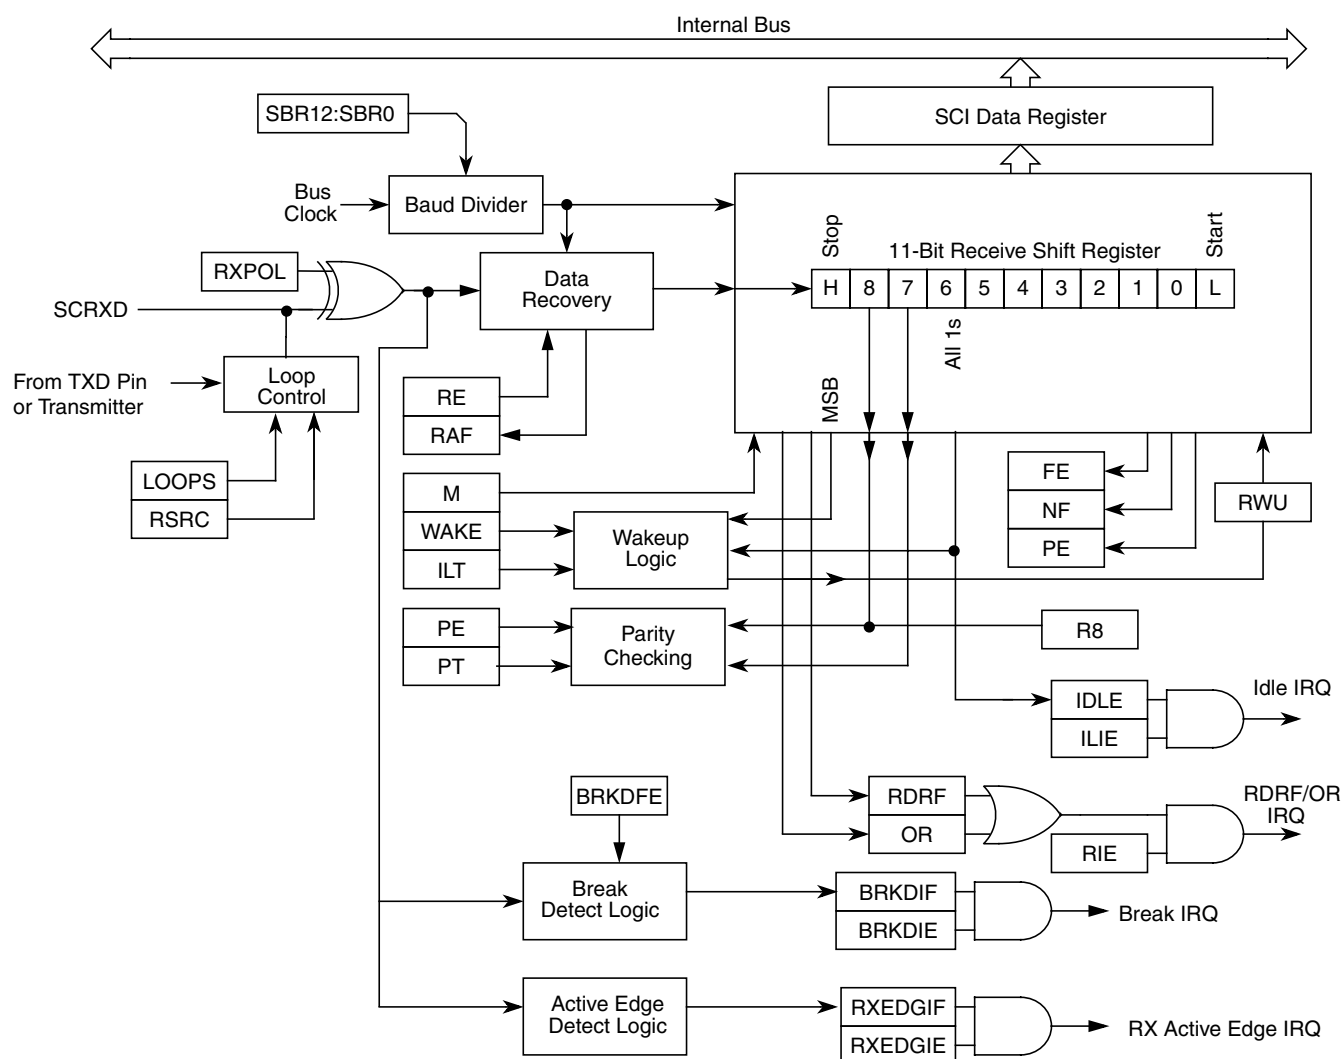 Internal Bus
SBR12:SBR0
SCI Data Register
Bus
Clock
Baud Divider
Stop
11-Bit Receive Shift Register
Start
RXPOL
Data
Recovery
H 8 7 6 5 4 3 2 1 0 L
SCRXD
All 1s
From TXD Pin
or Transmitter
Loop
Control
RE
RAF
MSB
LOOPS
RSRC
M
WAKE
ILT
Wakeup
Logic
FE
NF
PE
RWU
PE
PT
Parity
Checking
R8
IDLE
ILIE
Idle IRQ
BRKDFE
RDRF
OR
RIE
RDRF/OR
IRQ
Break
Detect Logic
BRKDIF
BRKDIE
Break IRQ
Active Edge
Detect Logic
RXEDGIF
RXEDGIE
RX Active Edge IRQ